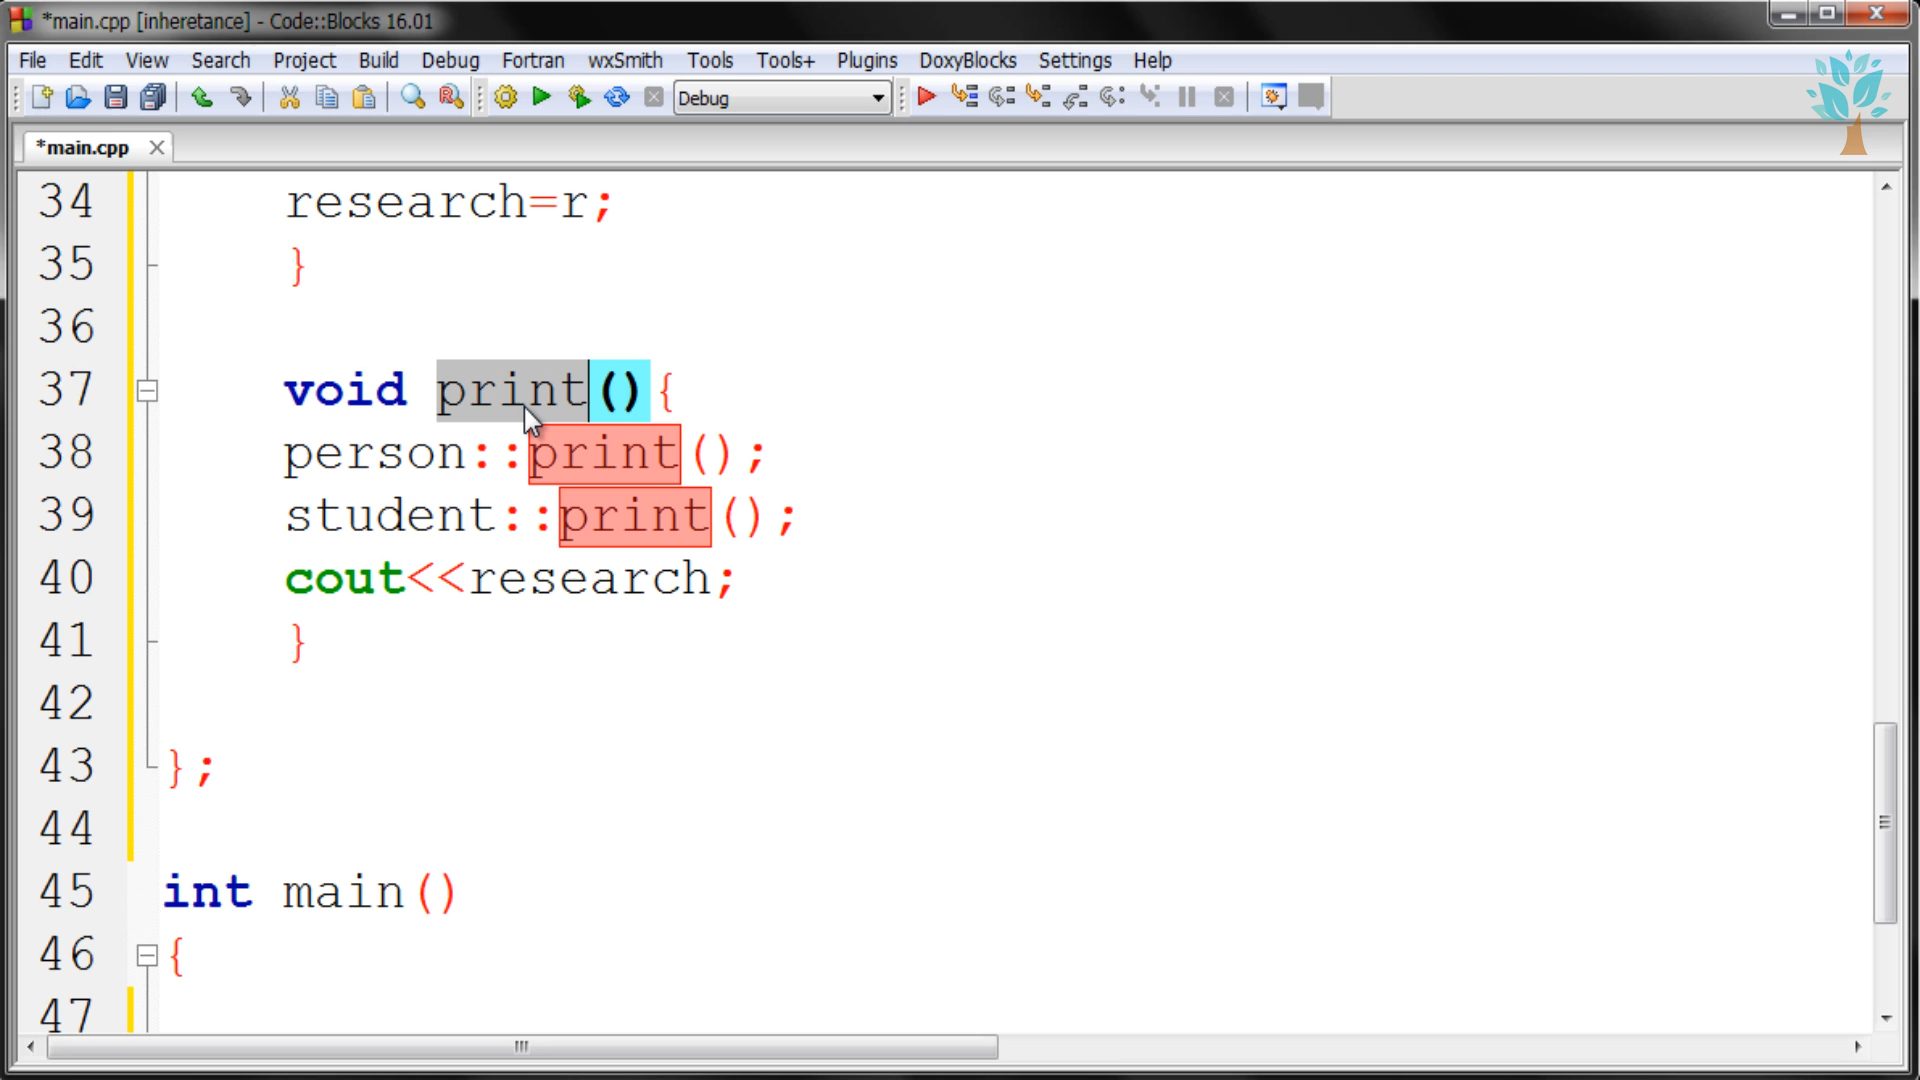 *main.cpp [inheretance] - Code::Blocks 16.01
File Edit View Search Project Build Debug Fortran wxSmith Tools Tools+ Plugins DoxyBlocks Settings Help
Debug
*main.cpp
34 research=r;
35 }
36
37 void print(){
38 person::print();
39 student::print();
40 cout<<research;
41 }
42
43 };
44
45 int main()
46 {
47